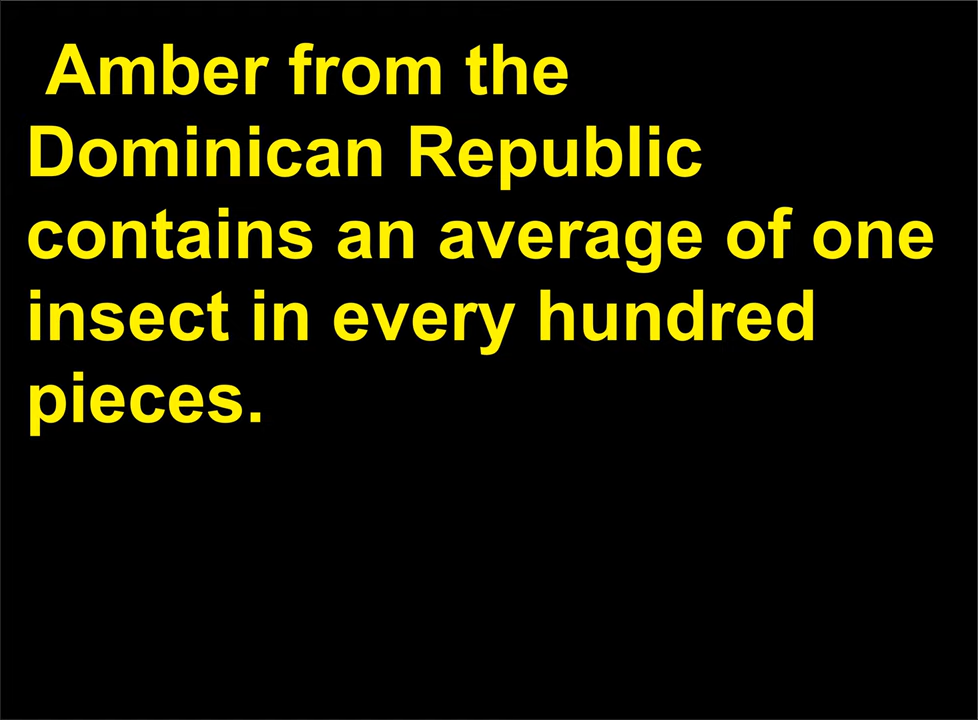 Amber from the
Dominican Republic
contains an average of one
insect in every hundred
pieces.